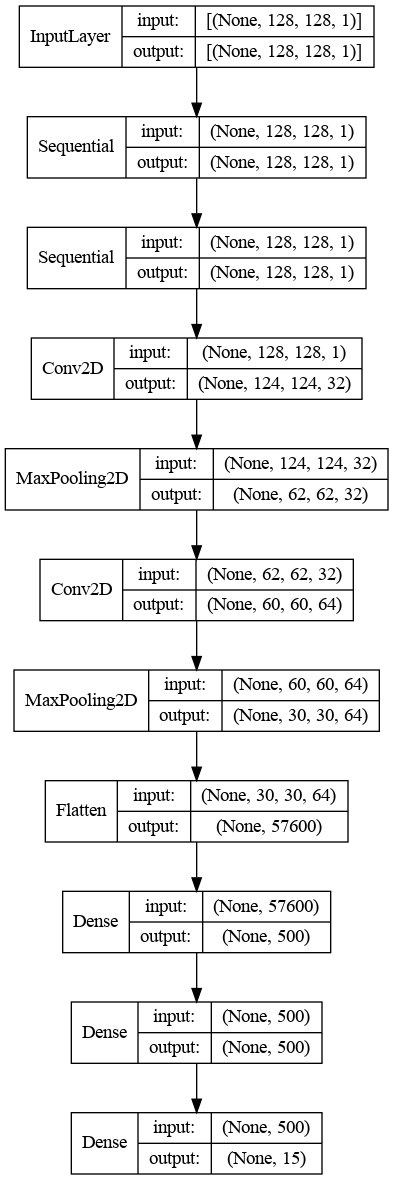 InputLayer
input: [(None, 128, 128, 1)]
output: [(None, 128, 128, 1)]
Sequential
input: (None, 128, 128, 1)
output: (None, 128, 128, 1)
Sequential
input: (None, 128, 128, 1)
output: (None, 128, 128, 1)
Conv2D
input: (None, 128, 128, 1)
output: (None, 124, 124, 32)
MaxPooling2D
input: (None, 124, 124, 32)
output: (None, 62, 62, 32)
Conv2D
input: (None, 62, 62, 32)
output: (None, 60, 60, 64)
MaxPooling2D
input: (None, 60, 60, 64)
output: (None, 30, 30, 64)
Flatten
input: (None, 30, 30, 64)
output: (None, 57600)
Dense
input: (None, 57600)
output: (None, 500)
Dense
input: (None, 500)
output: (None, 500)
Dense
input: (None, 500)
output: (None, 15)